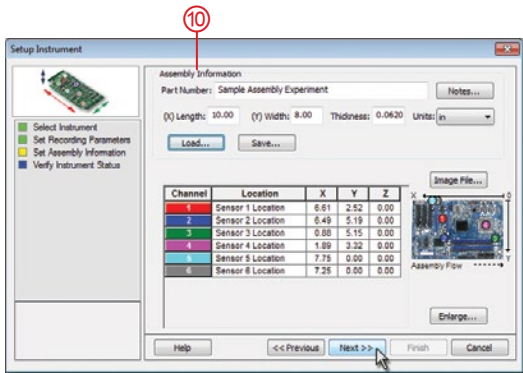 10
Setup Instrument
Assembly Information
Part Number: Sample Assembly Experiment Notes...
(X) Length: 10.00 (Y) Width: 8.00 Thickness: 0.0620 Units: in
Load... Save...
Select Instrument
Set Recording Parameters
Set Assembly Information
Verify Instrument Status
Image File...
Channel Location X Y Z
1 Sensor 1 Location 6.61 2.52 0.00
2 Sensor 2 Location 6.49 5.19 0.00
3 Sensor 3 Location 0.88 5.15 0.00
4 Sensor 4 Location 1.89 3.32 0.00
5 Sensor 5 Location 7.75 0.00 0.00
6 Sensor 6 Location 7.25 0.00 0.00
X 0
Y
Assembly Flow
Enlarge...
Help << Previous Next >> Finish Cancel